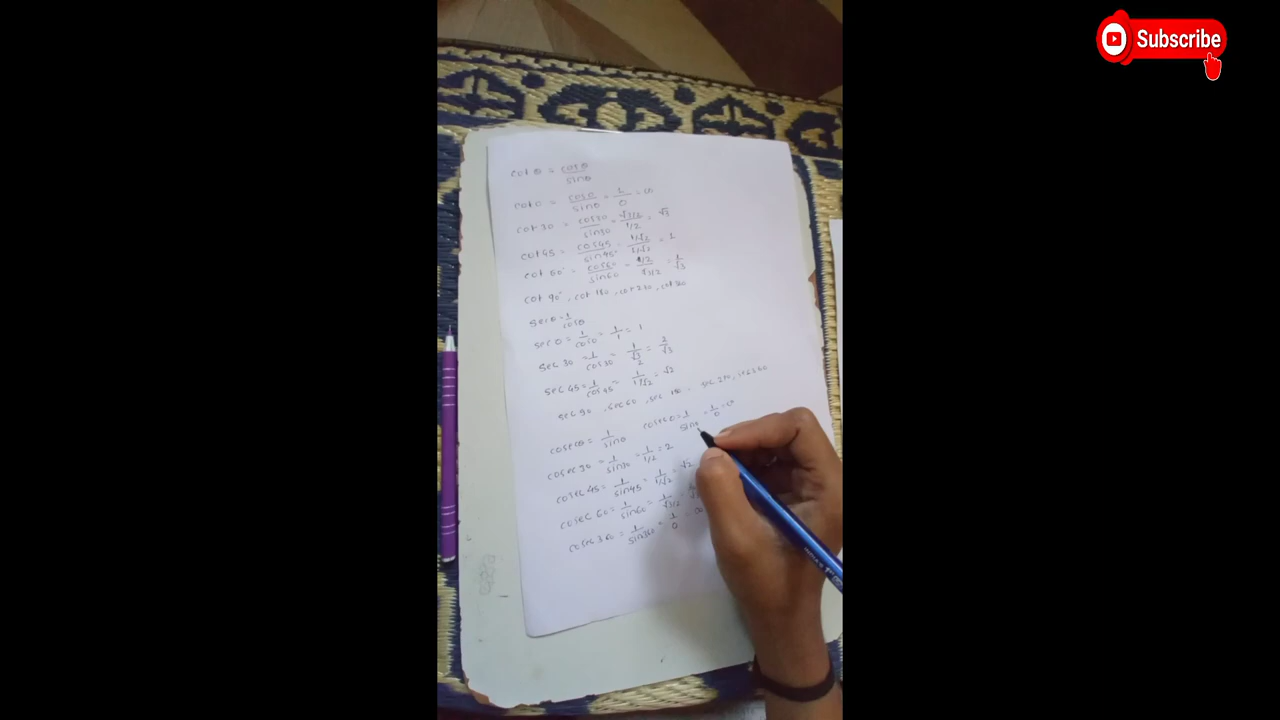 Subscribe
cot θ = cosθ/sinθ
cot 0 = cos0/sin0 = 1/0 = ∞
cot 30 = cos30/sin30 = √3/2/1/2 = √3
cot 45 = cos45/sin45° = 1/√2/1/√2 = 1
cot 60° = cos60/sin60 = 1/2/√3/2 = 1/√3
cot 90°, cot 180, cot 270, cot
secθ = 1/cosθ
sec 0 = 1/cos0 = 1/1 = 1
sec 30 = 1/cos30 = 1/√3/2 = 2/√3
sec 45 = 1/cos45 = 1/1/√2 = √2
sec 90, sec 60, sec 180, sec 270, sec 360
cosecθ = 1/sinθ cosec 0 = 1/sin0 = 1/0 = ∞
cosec 30 = 1/sin30 = 1/1/2 = 2
cosec 45 = 1/sin45 = 1/1/√2 = √2
cosec 60 = 1/sin60 = 1/√3/2 =
cosec 360 = 1/sin360 = 1/0 = ∞